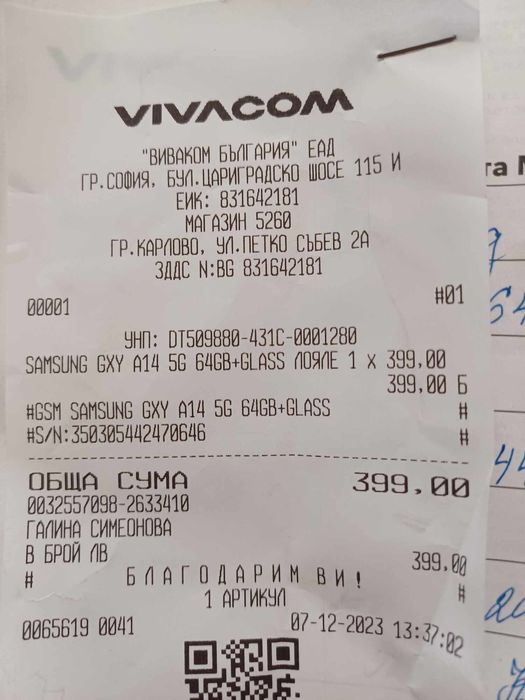 VIVACOM
"ВИВАКОМ БЪЛГАРИЯ" ЕАД
ГР.СОФИЯ, БУЛ.ЦАРИГРАДСКО ШОСЕ 115 И
ЕИК: 831642181
МАГАЗИН 5260
ГР.КАРЛОВО, УЛ.ПЕТКО СЪБЕВ 2А
ЗДДС N:BG 831642181
00001 #01
УНП: DT509880-431C-0001280
SAMSUNG GXY A14 5G 64GB+GLASS ЛОЯЛЕ 1 x 399,00
399,00 Б
#GSM SAMSUNG GXY A14 5G 64GB+GLASS #
#S/N:350305442470646 #
ОБЩА СУМА 399,00
0032557098-2633410
ГАЛИНА СИМЕОНОВА
В БРОЙ ЛВ 399.00
# БЛАГОДАРИМ ВИ! #
1 АРТИКУЛ
0065619 0041 07-12-2023 13:37:02